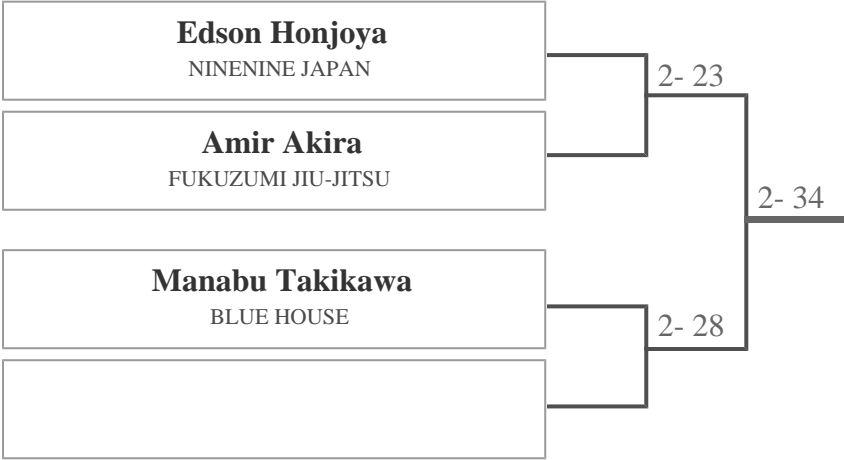 Edson Honjoya
NINENINE JAPAN
2- 23
Amir Akira
FUKUZUMI JIU-JITSU
2- 34
Manabu Takikawa
BLUE HOUSE
2- 28